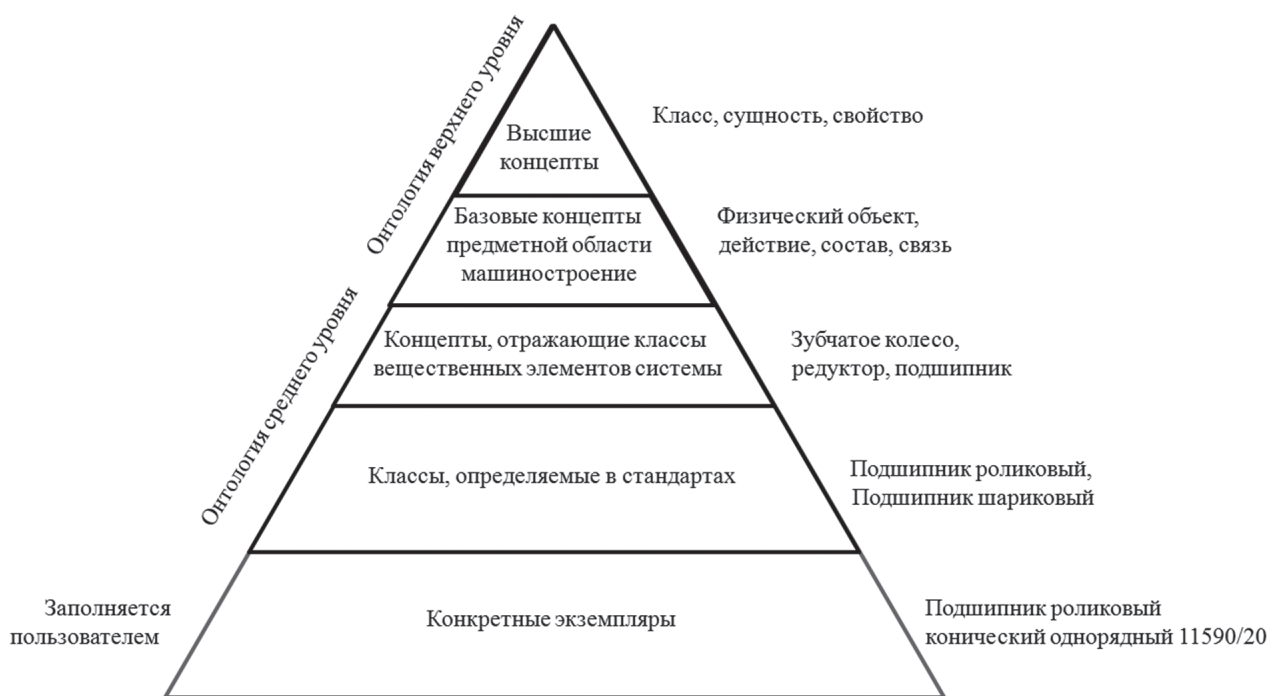 Онтология верхнего уровня
Высшие
концепты
Класс, сущность, свойство
Базовые концепты
предметной области
машиностроение
Физический объект,
действие, состав, связь
Онтология среднего уровня
Концепты, отражающие классы
вещественных элементов системы
Зубчатое колесо,
редуктор, подшипник
Классы, определяемые в стандартах
Подшипник роликовый,
Подшипник шариковый
Заполняется
пользователем
Конкретные экземпляры
Подшипник роликовый
конический однорядный 11590/20